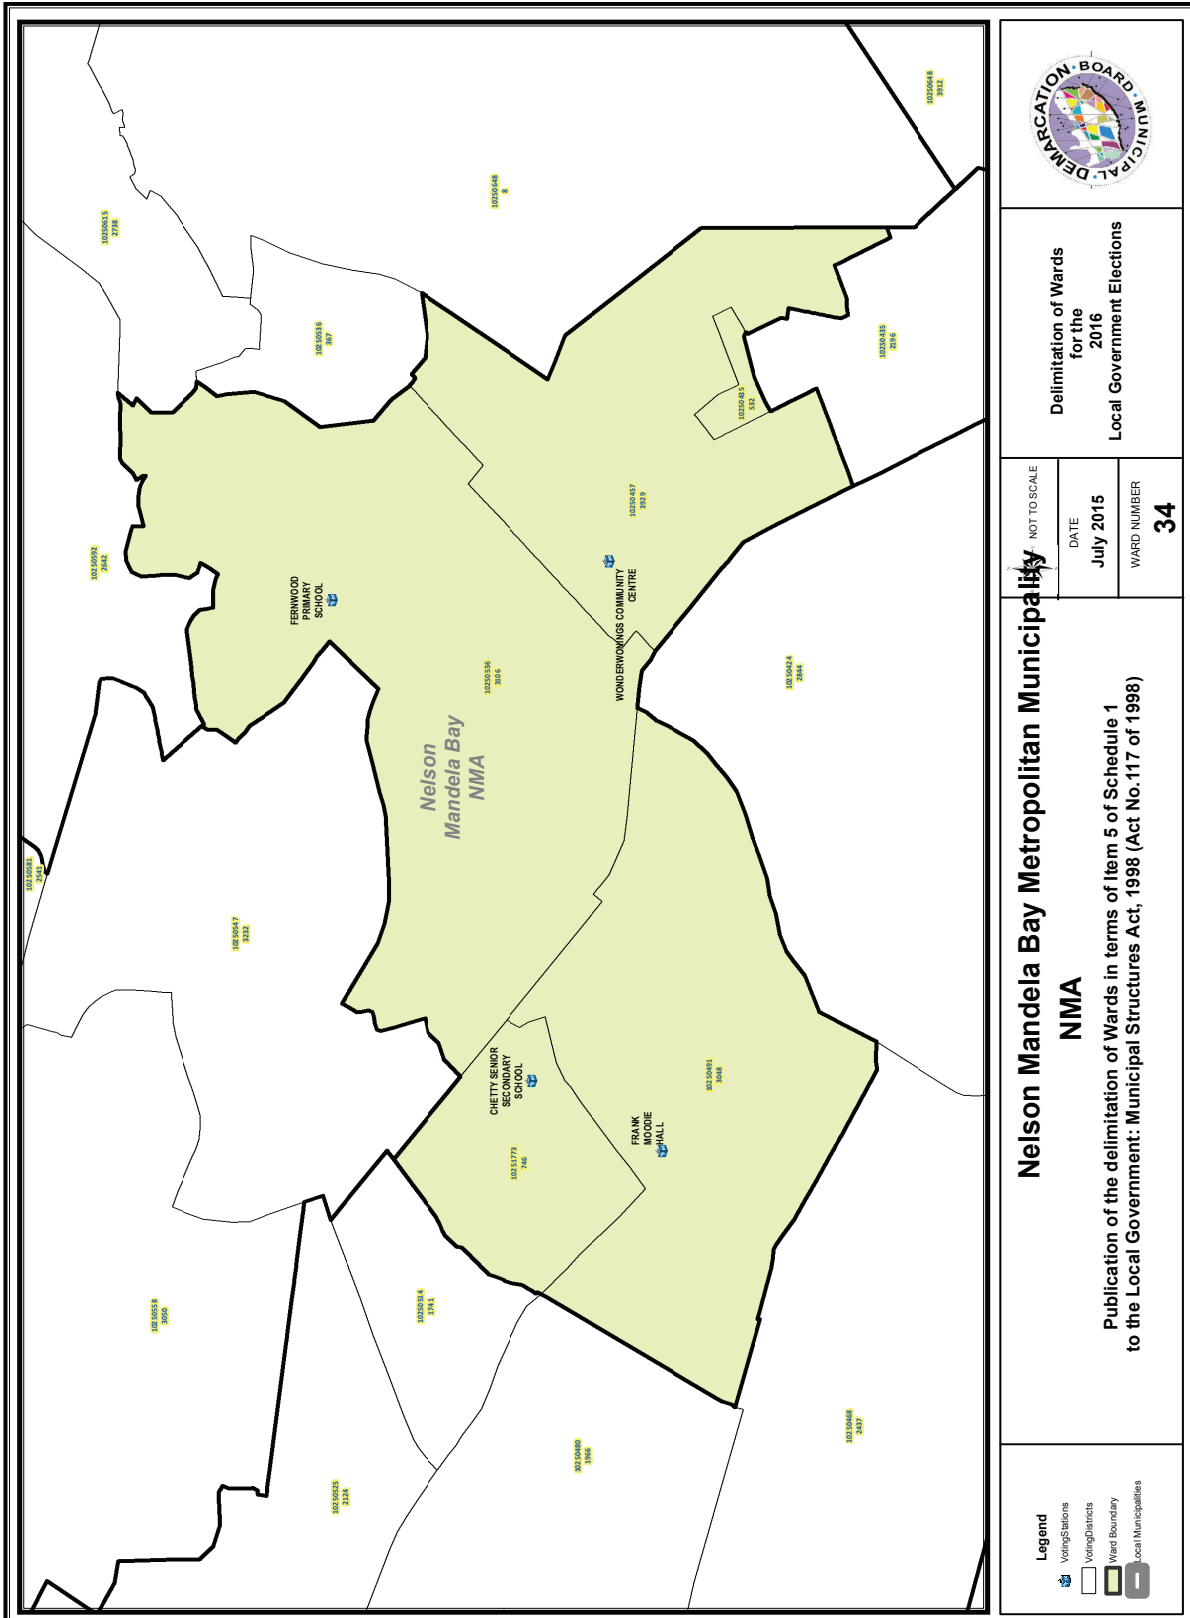 10250581
2541
10250592
2642
10250615
2738
10250648
3912
10250648
8
10250547
3232
10250558
3050
10250536
367
FERNWOOD
PRIMARY
SCHOOL
10250536
3106
Nelson
Mandela Bay
NMA
10250525
2124
10250514
1741
CHETTY SENIOR
SECONDARY
SCHOOL
10251773
746
10250480
1966
FRANK
MOODIE
HALL
10250491
3048
WONDERWONINGS COMMUNITY
CENTRE
10250457
3929
10250435
532
10250435
2196
10250424
2844
10250468
2437
Legend
VotingStations
VotingDistricts
Ward Boundary
Local Municipalities
Nelson Mandela Bay Metropolitan Municipality
NMA
Publication of the delimitation of Wards in terms of Item 5 of Schedule 1
to the Local Government: Municipal Structures Act, 1998 (Act No.117 of 1998)
N
NOT TO SCALE
DATE
July 2015
WARD NUMBER
34
Delimitation of Wards
for the
2016
Local Government Elections
MUNICIPAL · DEMARCATION · BOARD ·